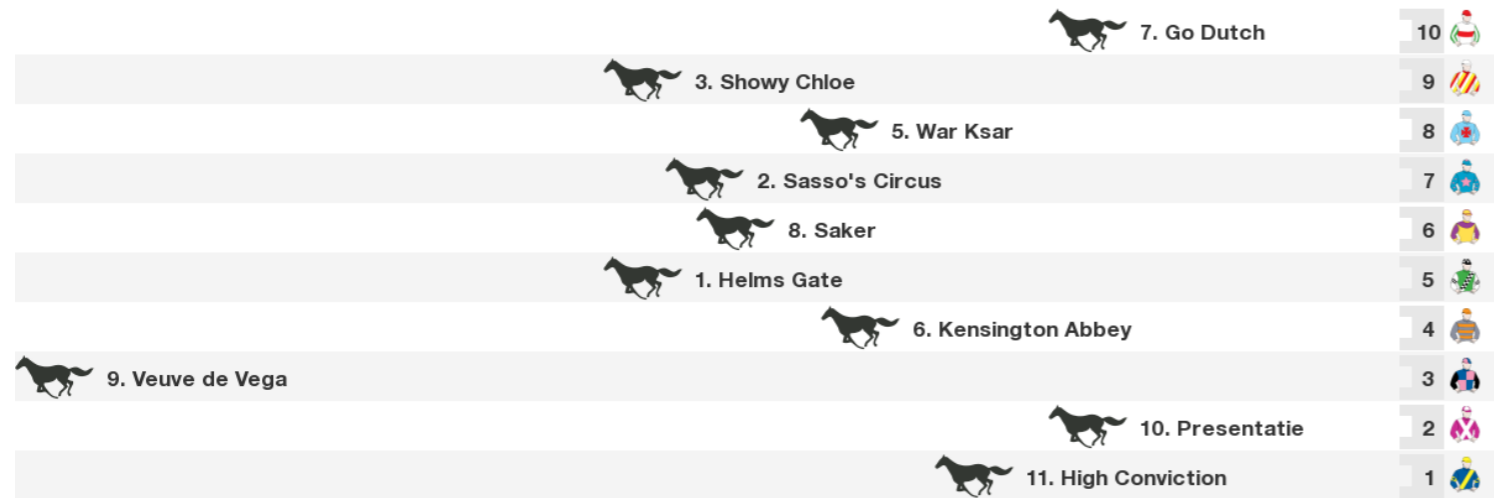 7. Go Dutch 10
3. Showy Chloe 9
5. War Ksar 8
2. Sasso's Circus 7
8. Saker 6
1. Helms Gate 5
6. Kensington Abbey 4
9. Veuve de Vega 3
10. Presentatie 2
11. High Conviction 1